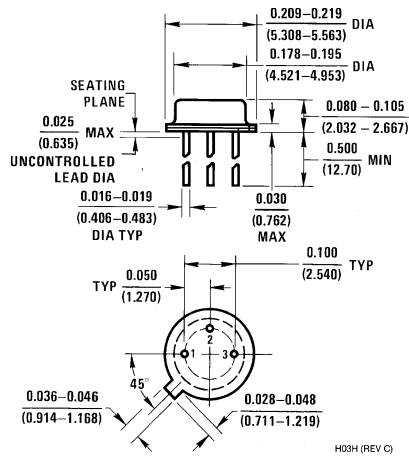 0.209–0.219 DIA
(5.308–5.563)
0.178–0.195 DIA
(4.521–4.953)
SEATING
PLANE
0.080 - 0.105
(2.032 – 2.667)
0.025 MAX
(0.635)
0.500 MIN
(12.70)
UNCONTROLLED
LEAD DIA
0.016–0.019
(0.406–0.483)
DIA TYP
0.030
(0.762)
MAX
0.100 TYP
(2.540)
TYP 0.050
(1.270)
2
1 3
45°
0.036–0.046
(0.914–1.168)
0.028–0.048
(0.711–1.219)
H03H (REV C)